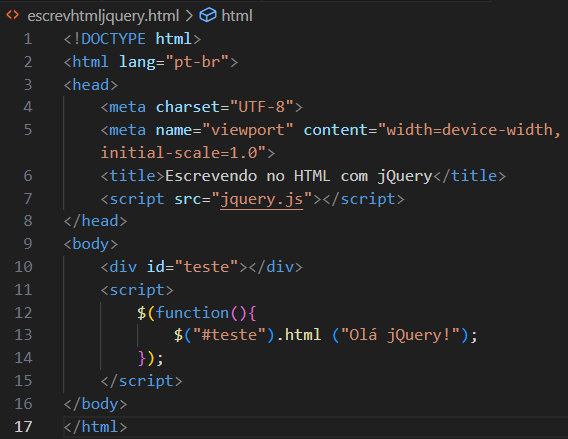 escrevhtmljquery.html > html
1 <!DOCTYPE html>
2 <html lang="pt-br">
3 <head>
4     <meta charset="UTF-8">
5     <meta name="viewport" content="width=device-width,
    initial-scale=1.0">
6     <title>Escrevendo no HTML com jQuery</title>
7     <script src="jquery.js"></script>
8 </head>
9 <body>
10     <div id="teste"></div>
11     <script>
12         $(function(){
13             $("#teste").html ("Olá jQuery!");
14         });
15     </script>
16 </body>
17 </html>